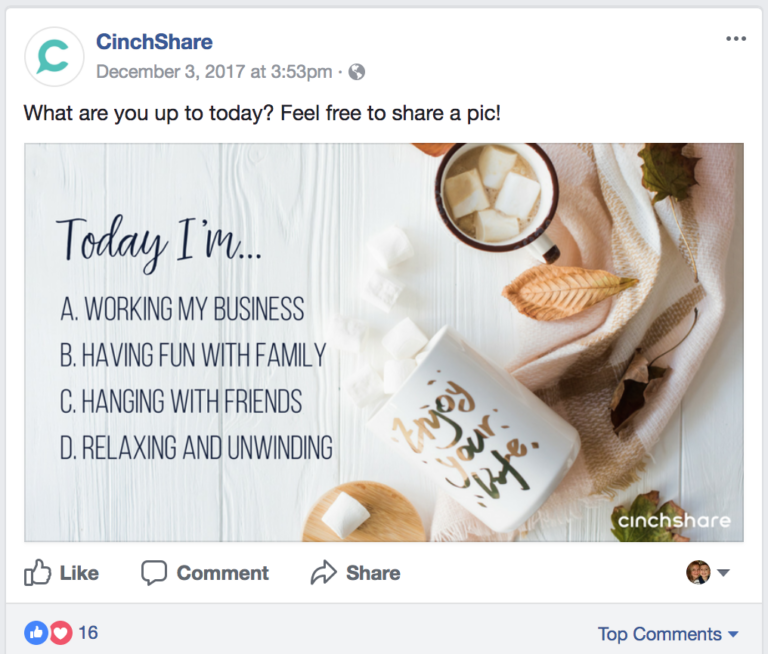 CinchShare
December 3, 2017 at 3:53pm ·
What are you up to today? Feel free to share a pic!
Today I'm...
A. WORKING MY BUSINESS
B. HAVING FUN WITH FAMILY
C. HANGING WITH FRIENDS
D. RELAXING AND UNWINDING
Enjoy
your
life.
cinchshare
Like Comment Share
16 Top Comments